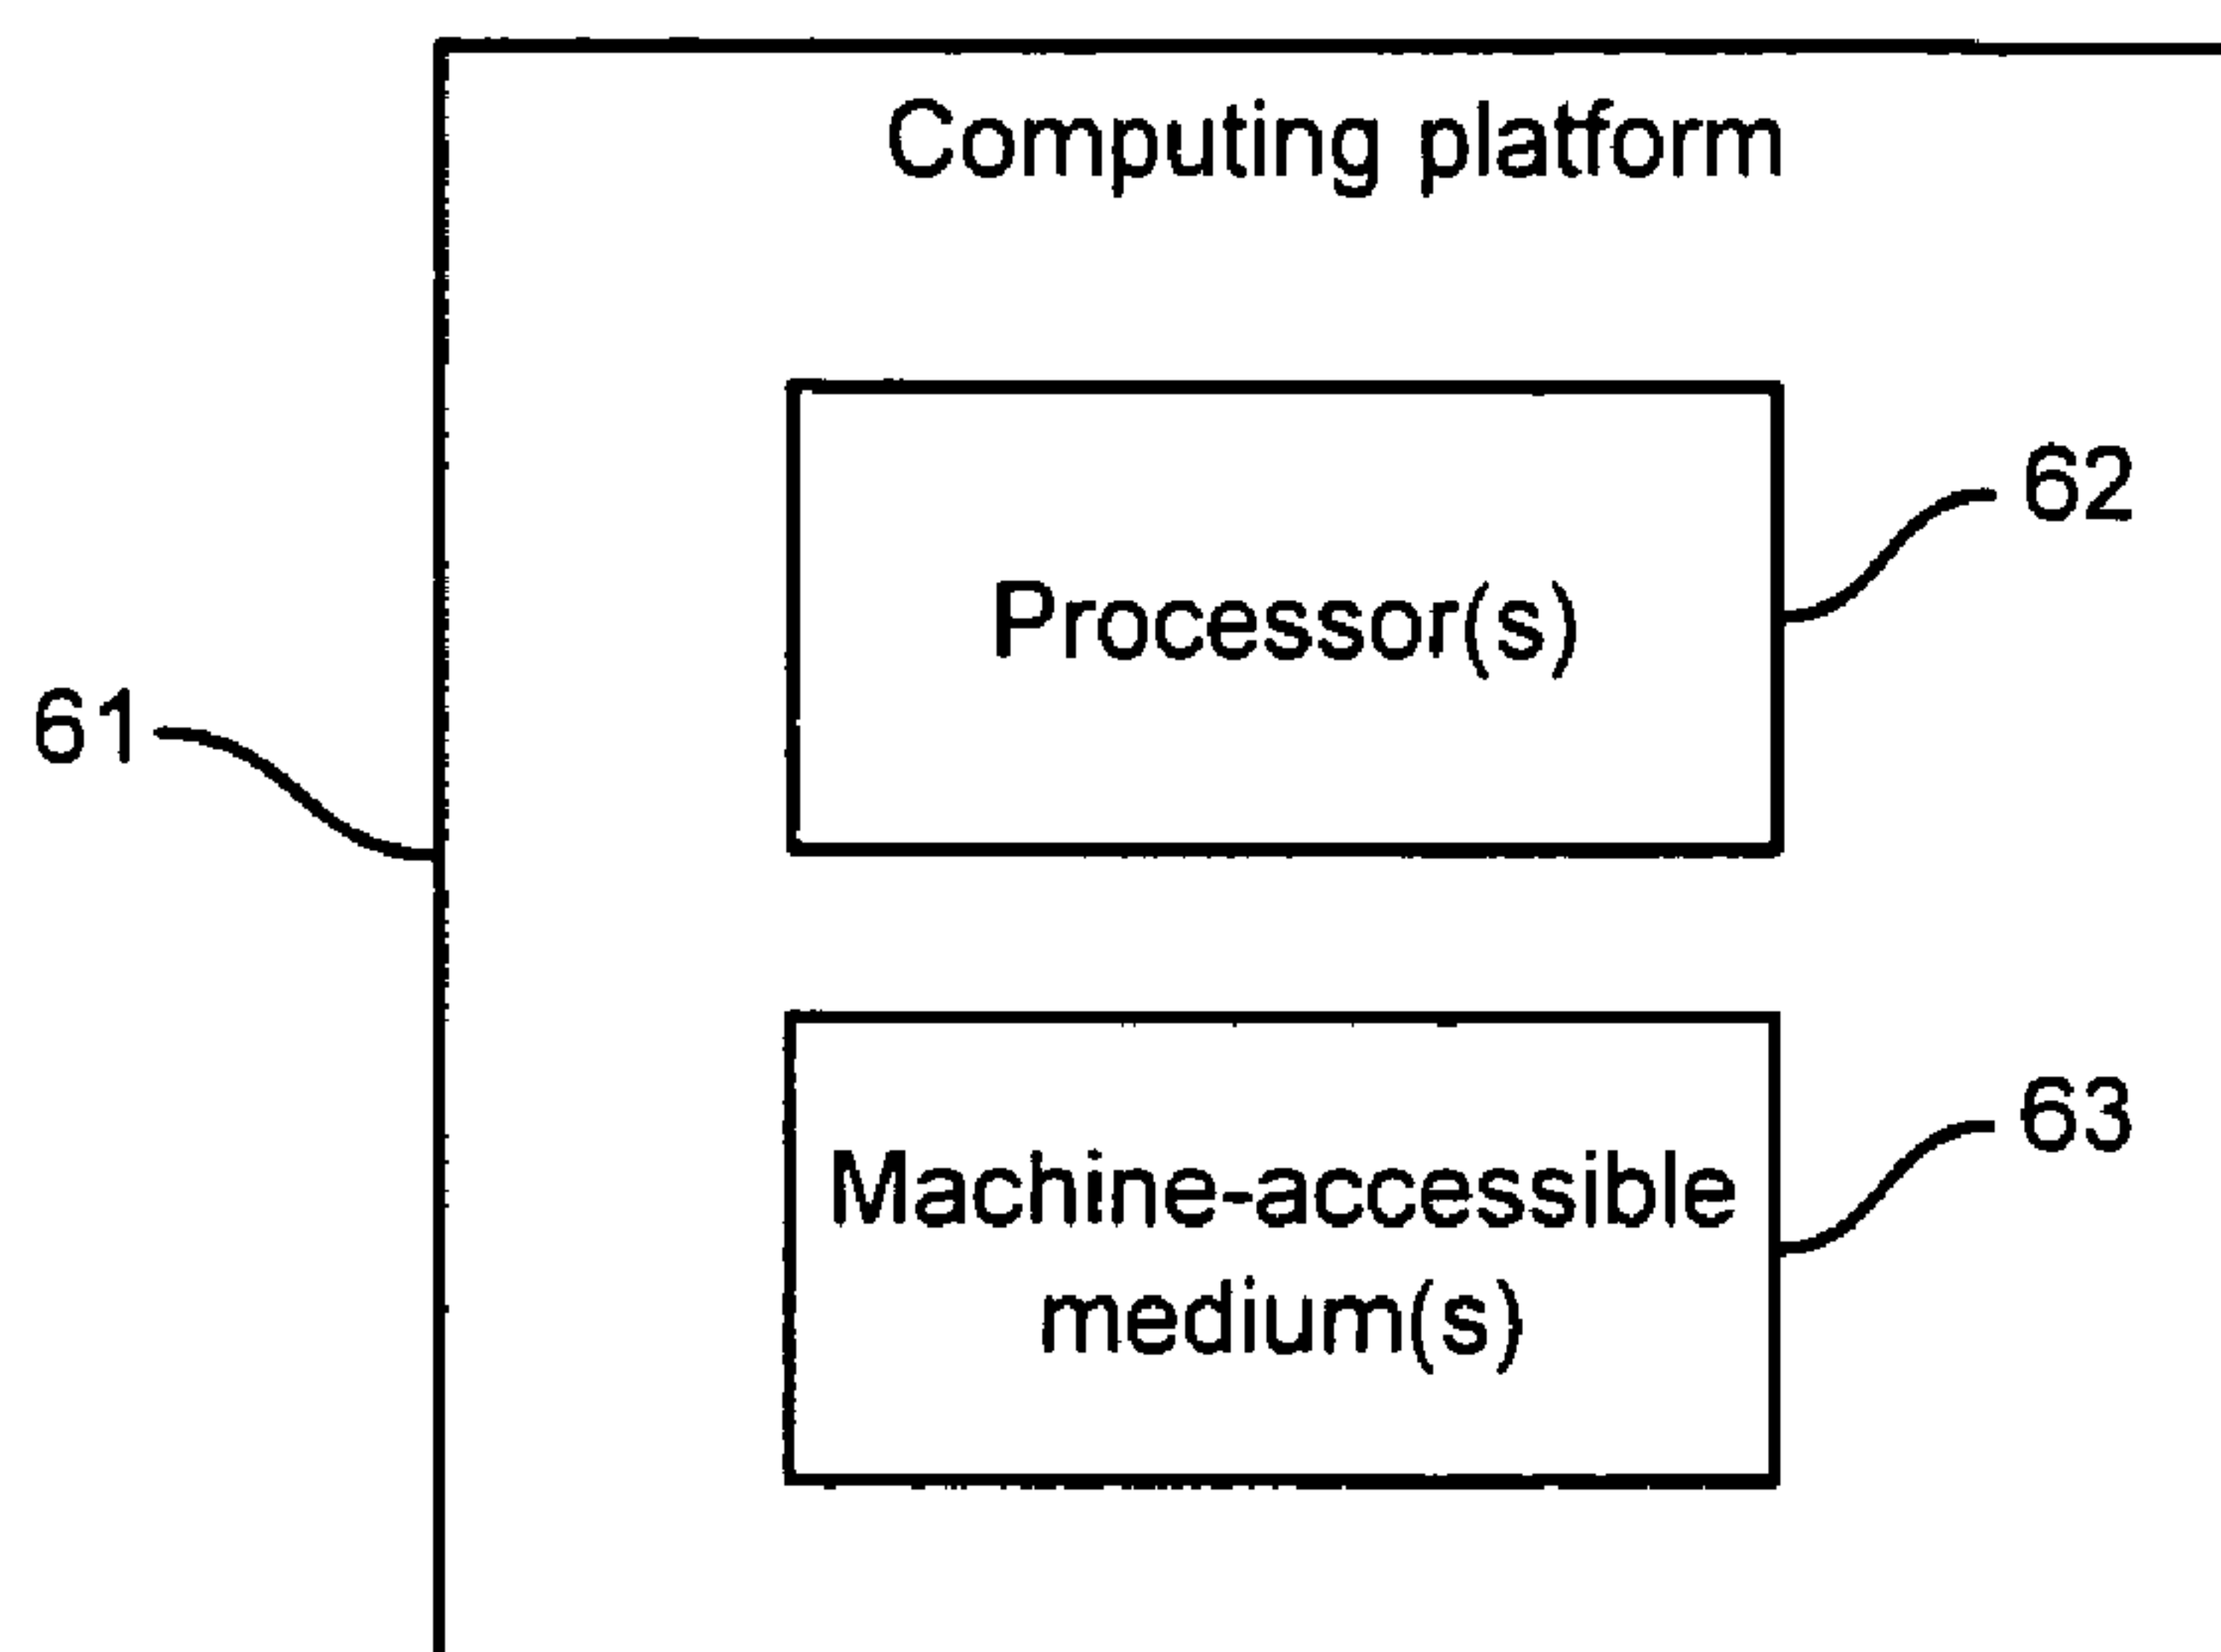 Computing platform
62
Processor(s)
61
63
Machine-accessible
medium(s)